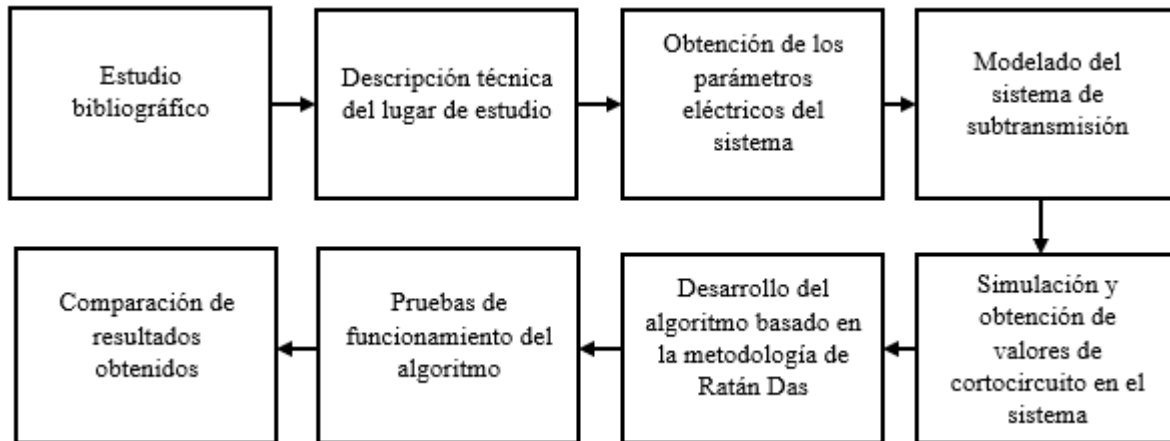 Estudio
bibliográfico
Descripción técnica
del lugar de estudio
Obtención de los
parámetros
eléctricos del
sistema
Modelado del
sistema de
subtransmisión
Simulación y
obtención de
valores de
cortocircuito en el
sistema
Desarrollo del
algoritmo basado en
la metodología de
Ratán Das
Pruebas de
funcionamiento del
algoritmo
Comparación de
resultados
obtenidos